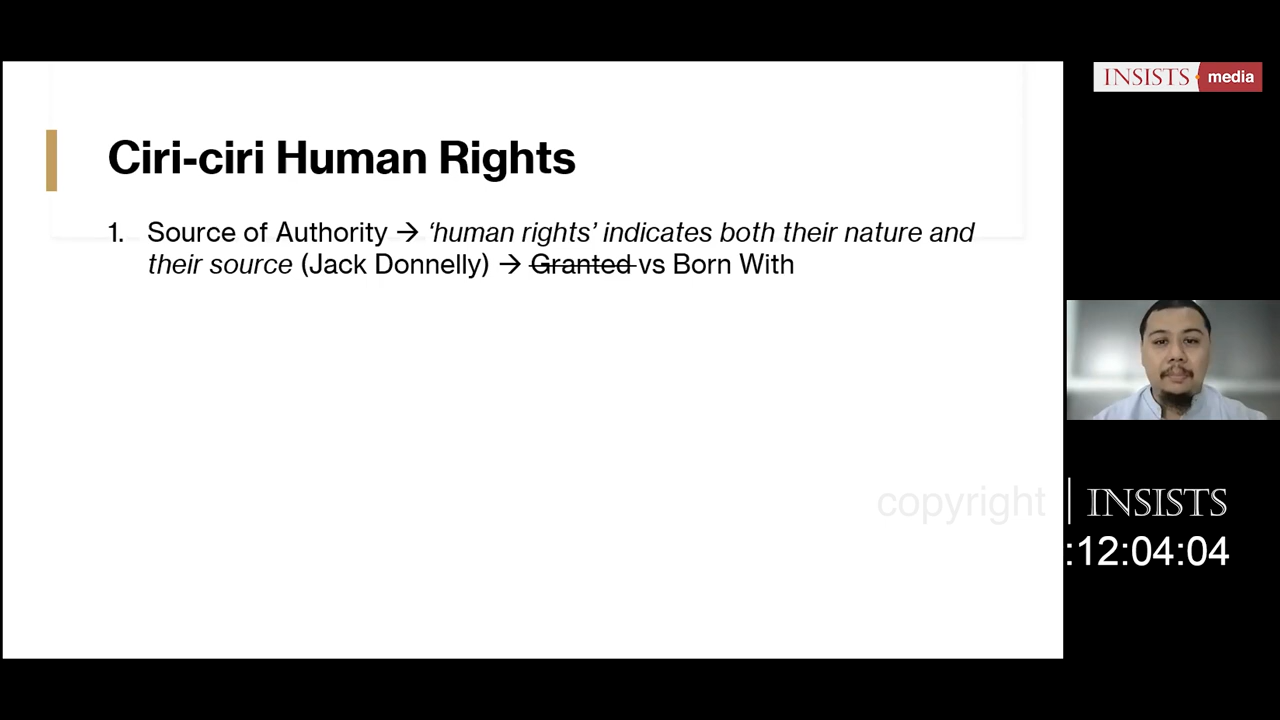 INSISTS media
Ciri-ciri Human Rights
1. Source of Authority → ‘human rights’ indicates both their nature and
their source (Jack Donnelly) → Granted vs Born With
copyright | INSISTS
:12:04:04